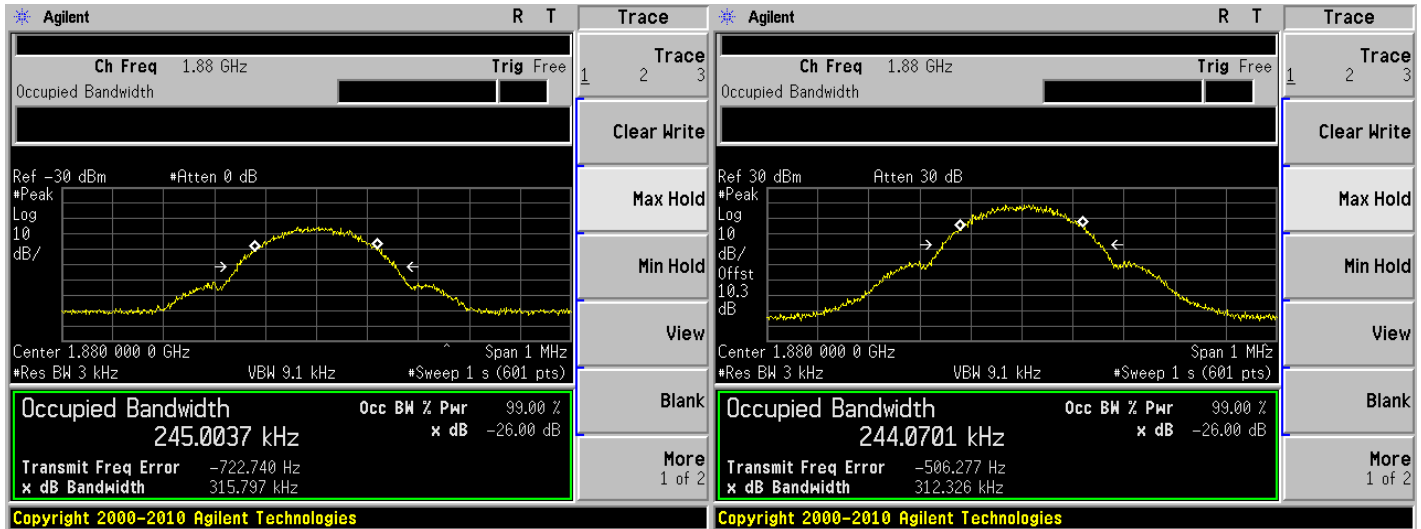 Agilent R T Trace
Ch Freq 1.88 GHz Trig Free
Occupied Bandwidth
Trace
1 2 3
Clear Write
Max Hold
Min Hold
View
Blank
More
1 of 2
Ref -30 dBm #Atten 0 dB
#Peak
Log
10
dB/
Center 1.880 000 0 GHz ^ Span 1 MHz
#Res BW 3 kHz VBW 9.1 kHz #Sweep 1 s (601 pts)
Occupied Bandwidth Occ BW % Pwr 99.00 %
245.0037 kHz x dB -26.00 dB
Transmit Freq Error -722.740 Hz
x dB Bandwidth 315.797 kHz
Copyright 2000-2010 Agilent Technologies
Agilent R T Trace
Ch Freq 1.88 GHz Trig Free
Occupied Bandwidth
Trace
1 2 3
Clear Write
Max Hold
Min Hold
View
Blank
More
1 of 2
Ref 30 dBm Atten 30 dB
#Peak
Log
10
dB/
Offst
10.3
dB
Center 1.880 000 0 GHz Span 1 MHz
#Res BW 3 kHz VBW 9.1 kHz #Sweep 1 s (601 pts)
Occupied Bandwidth Occ BW % Pwr 99.00 %
244.0701 kHz x dB -26.00 dB
Transmit Freq Error -506.277 Hz
x dB Bandwidth 312.326 kHz
Copyright 2000-2010 Agilent Technologies